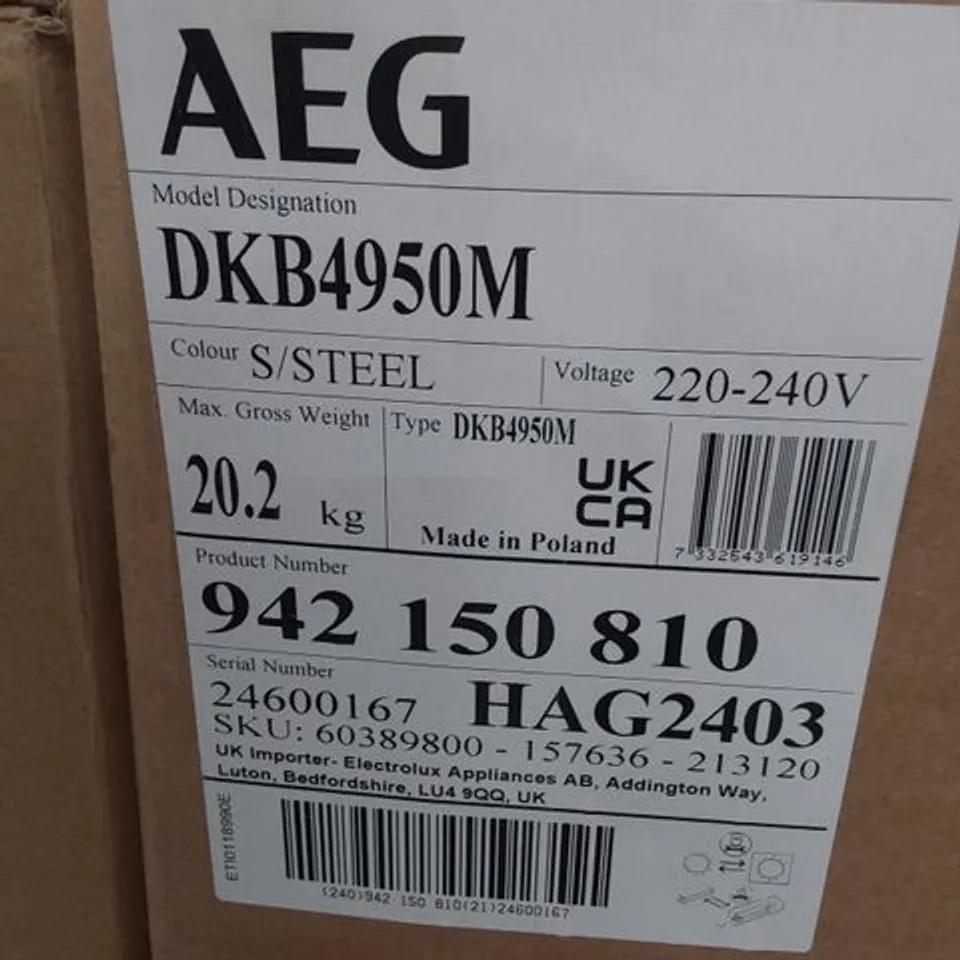 AEG
Model Designation
DKB4950M
Colour S/STEEL Voltage 220-240V
Max. Gross Weight
20.2 kg
Type DKB4950M
UK
CA
Made in Poland
7 332543 619146
Product Number
942 150 810
Serial Number
24600167 HAG2403
SKU: 60389800 - 157636 - 213120
UK Importer- Electrolux Appliances AB, Addington Way,
Luton, Bedfordshire, LU4 9QQ, UK
ETI0118990E
(240)942 150 810(21)24600167